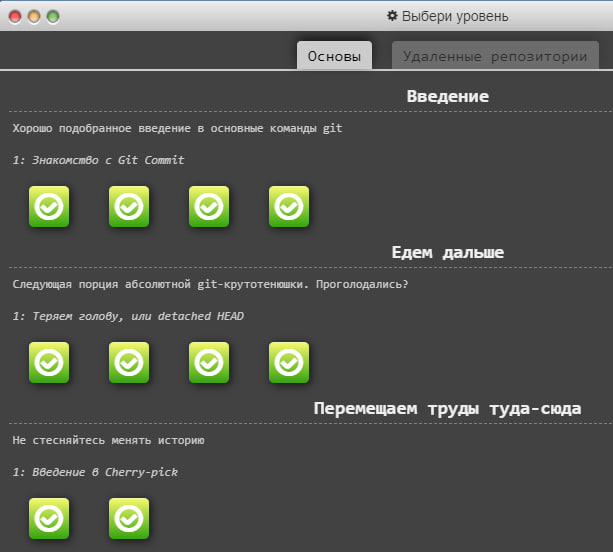 Выбери уровень
Основы
Удаленные репозитории
Введение
Хорошо подобранное введение в основные команды git
1: Знакомство с Git Commit
Едем дальше
Следующая порция абсолютной git-крутотенюшки. Проголодались?
1: Теряем голову, или detached HEAD
Перемещаем труды туда-сюда
Не стесняйтесь менять историю
1: Введение в Cherry-pick